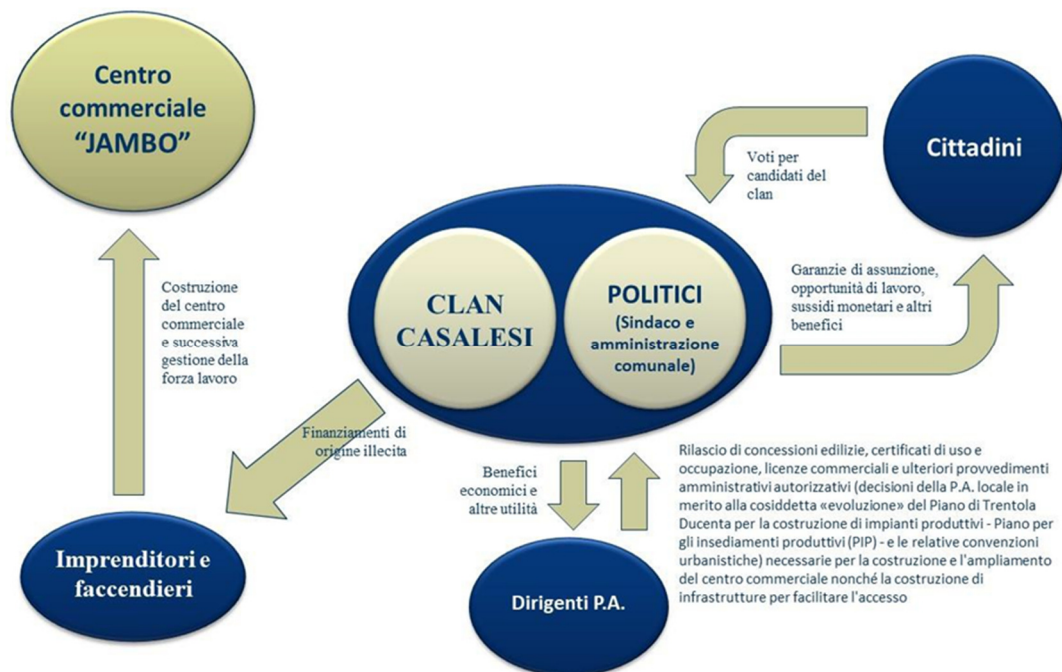 Centro
commerciale
“JAMBO”
Cittadini
Voti per
candidati del
clan
Costruzione
del centro
commerciale
e successiva
gestione della
forza lavoro
CLAN
CASALESI
POLITICI
(Sindaco e
amministrazione
comunale)
Garanzie di assunzione,
opportunità di lavoro,
sussidi monetari e altri
benefici
Finanziamenti di
origine illecita
Benefici
economici e
altre utilità
Rilascio di concessioni edilizie, certificati di uso e
occupazione, licenze commerciali e ulteriori provvedimenti
amministrativi autorizzativi (decisioni della P.A. locale in
merito alla cosiddetta «evoluzione» del Piano di Trentola
Ducenta per la costruzione di impianti produttivi - Piano per
gli insediamenti produttivi (PIP) - e le relative convenzioni
urbanistiche) necessarie per la costruzione e l'ampliamento
del centro commerciale nonché la costruzione di
infrastrutture per facilitare l'accesso
Imprenditori e
faccendieri
Dirigenti P.A.